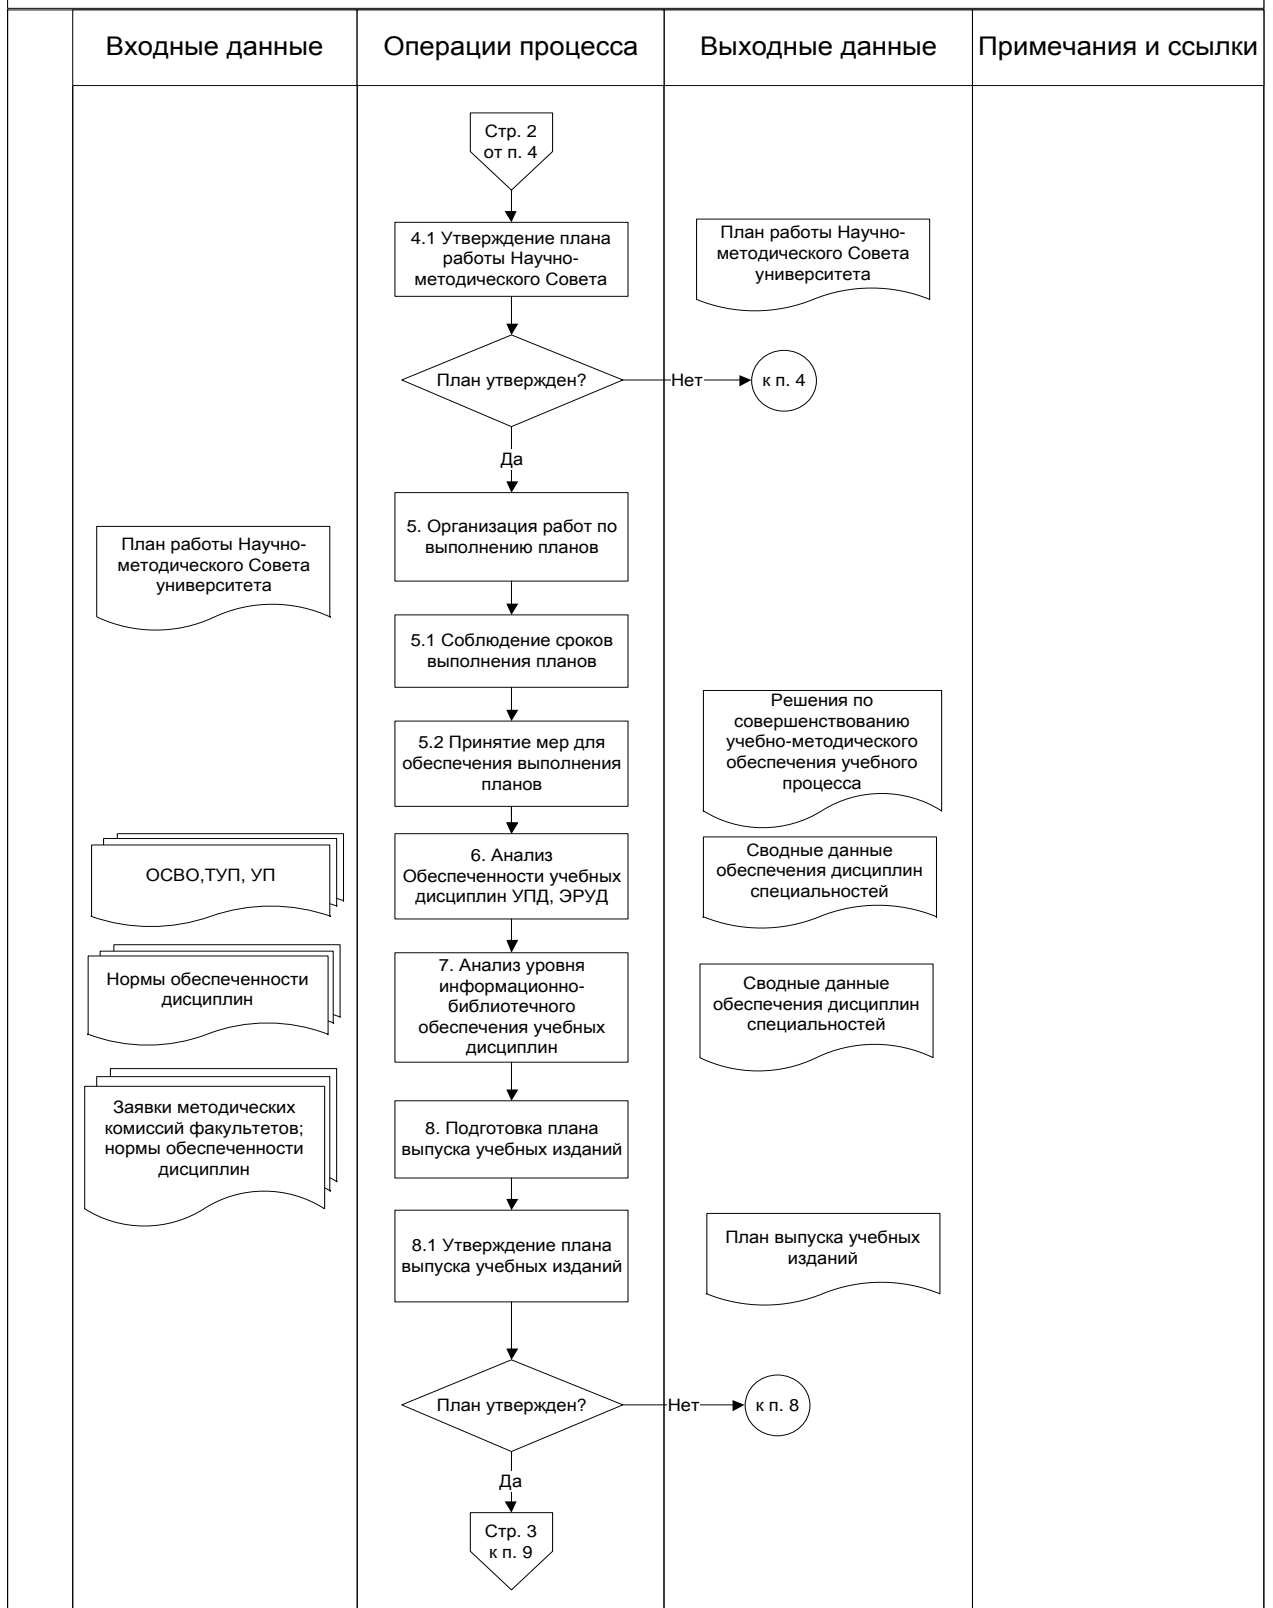 Входные данные
Операции процесса
Выходные данные
Примечания и ссылки
Стр. 2
от п. 4
4.1 Утверждение плана
работы Научно-
методического Совета
План работы Научно-
методического Совета
университета
План утвержден?
Нет
к п. 4
Да
5. Организация работ по
выполнению планов
План работы Научно-
методического Совета
университета
5.1 Соблюдение сроков
выполнения планов
5.2 Принятие мер для
обеспечения выполнения
планов
Решения по
совершенствованию
учебно-методического
обеспечения учебного
процесса
ОСВО,ТУП, УП
6. Анализ
Обеспеченности учебных
дисциплин УПД, ЭРУД
Сводные данные
обеспечения дисциплин
специальностей
Нормы обеспеченности
дисциплин
7. Анализ уровня
информационно-
библиотечного
обеспечения учебных
дисциплин
Сводные данные
обеспечения дисциплин
специальностей
Заявки методических
комиссий факультетов;
нормы обеспеченности
дисциплин
8. Подготовка плана
выпуска учебных изданий
8.1 Утверждение плана
выпуска учебных изданий
План выпуска учебных
изданий
План утвержден?
Нет
к п. 8
Да
Стр. 3
к п. 9